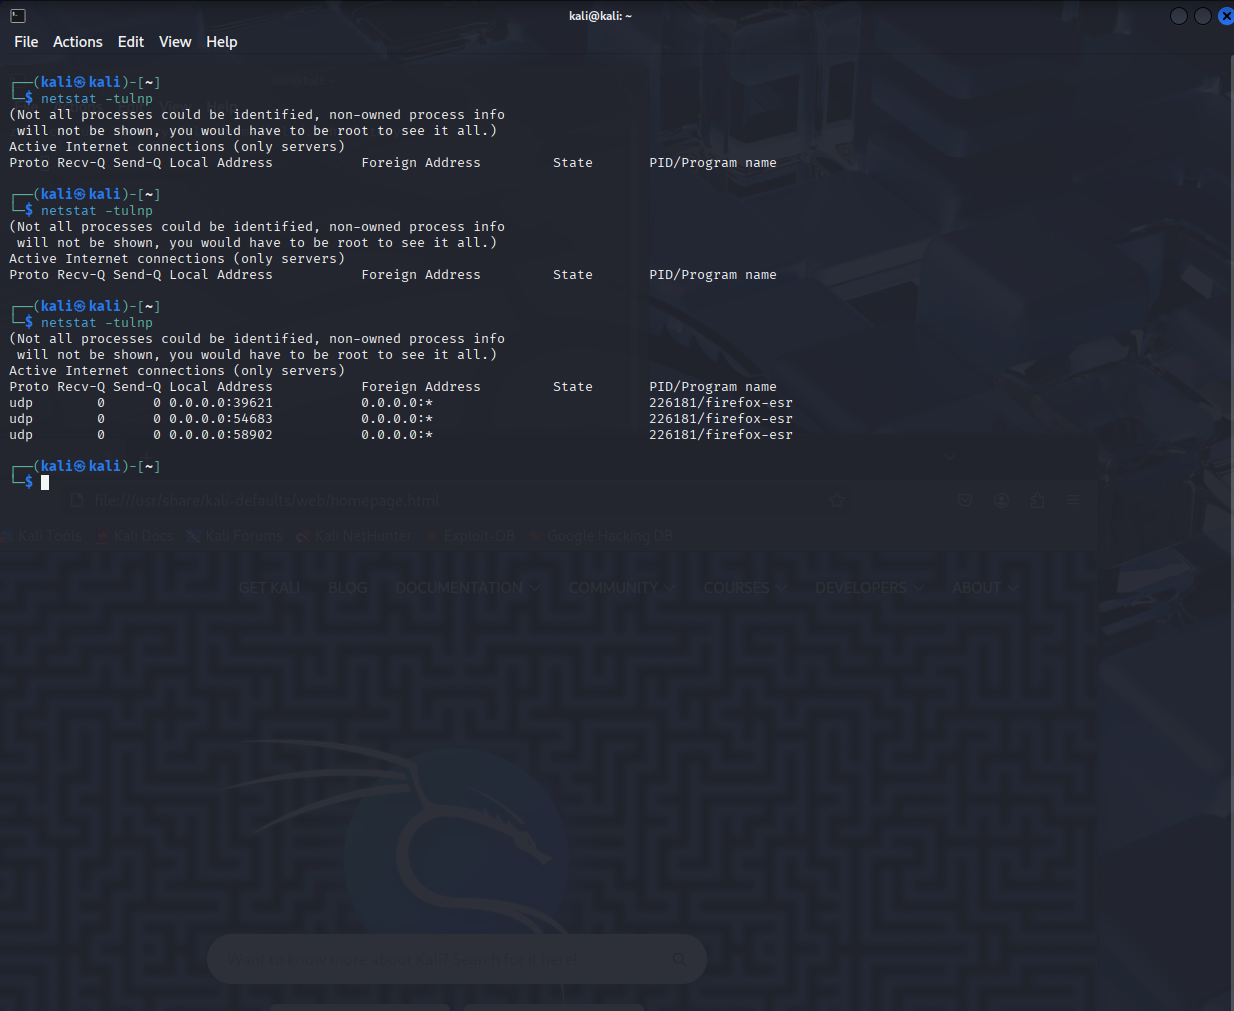 kali@kali: ~
File Actions Edit View Help
┌──(kali㉿kali)-[~]
└─$ netstat -tulnp
(Not all processes could be identified, non-owned process info
will not be shown, you would have to be root to see it all.)
Active Internet connections (only servers)
Proto Recv-Q Send-Q Local Address Foreign Address State PID/Program name
┌──(kali㉿kali)-[~]
└─$ netstat -tulnp
(Not all processes could be identified, non-owned process info
will not be shown, you would have to be root to see it all.)
Active Internet connections (only servers)
Proto Recv-Q Send-Q Local Address Foreign Address State PID/Program name
┌──(kali㉿kali)-[~]
└─$ netstat -tulnp
(Not all processes could be identified, non-owned process info
will not be shown, you would have to be root to see it all.)
Active Internet connections (only servers)
Proto Recv-Q Send-Q Local Address Foreign Address State PID/Program name
udp 0 0 0.0.0.0:39621 0.0.0.0:* 226181/firefox-esr
udp 0 0 0.0.0.0:54683 0.0.0.0:* 226181/firefox-esr
udp 0 0 0.0.0.0:58902 0.0.0.0:* 226181/firefox-esr
┌──(kali㉿kali)-[~]
└─$
file:///usr/share/kali-defaults/web/homepage.html
Kali Tools Kali Docs Kali Forums Kali NetHunter Exploit-DB Google Hacking DB
GET KALI BLOG DOCUMENTATION COMMUNITY COURSES DEVELOPERS ABOUT
Want to know more about Kali? Search for it here!